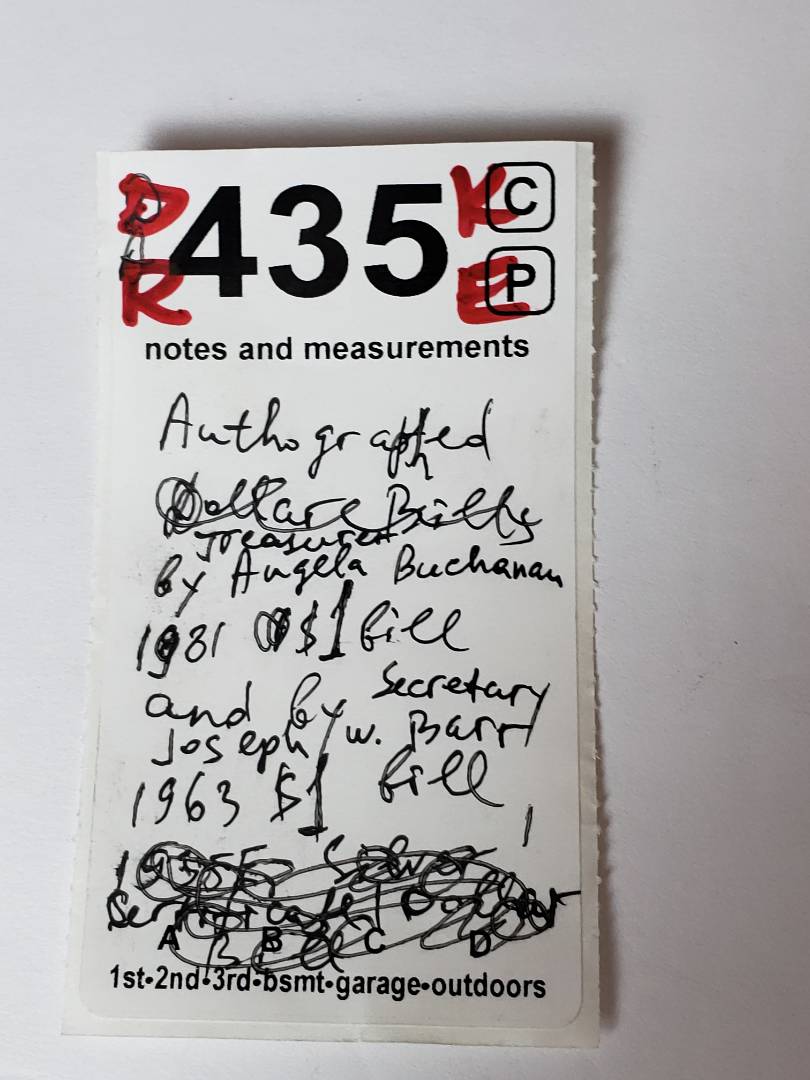 D 435 K C
A
R E P
notes and measurements
Authographed
Dollare Bills
Treasurer
by Angela Buchanan
1981 $1 bill
and by Secretary
Joseph W. Barr
1963 $1 bill
Silver
A B C D
1st•2nd•3rd•bsmt•garage•outdoors